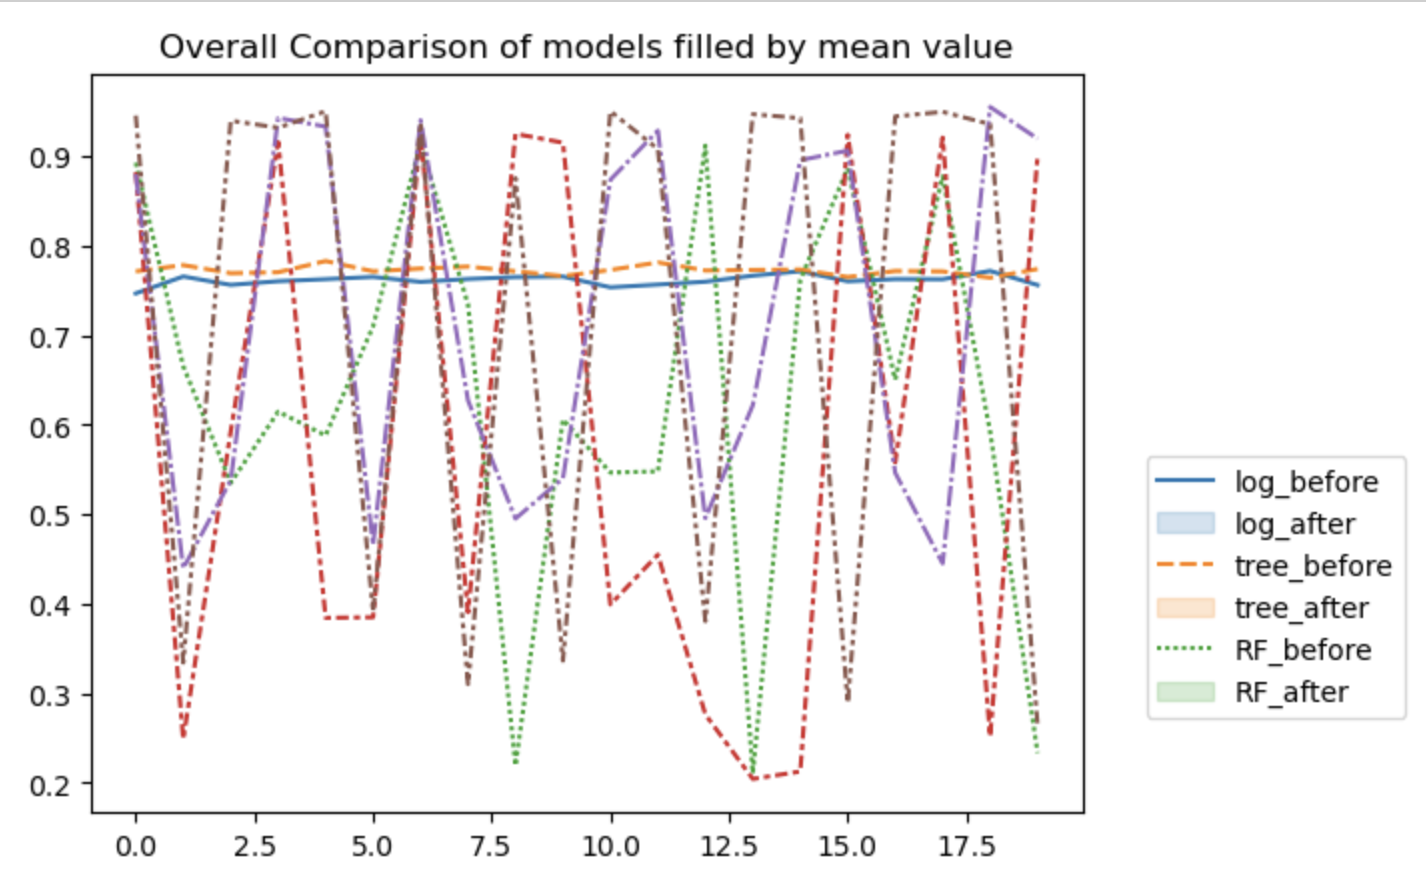 Overall Comparison of models filled by mean value
0.9
0.8
0.7
0.6
0.5
0.4
0.3
0.2
0.0 2.5 5.0 7.5 10.0 12.5 15.0 17.5
log_before
log_after
tree_before
tree_after
RF_before
RF_after